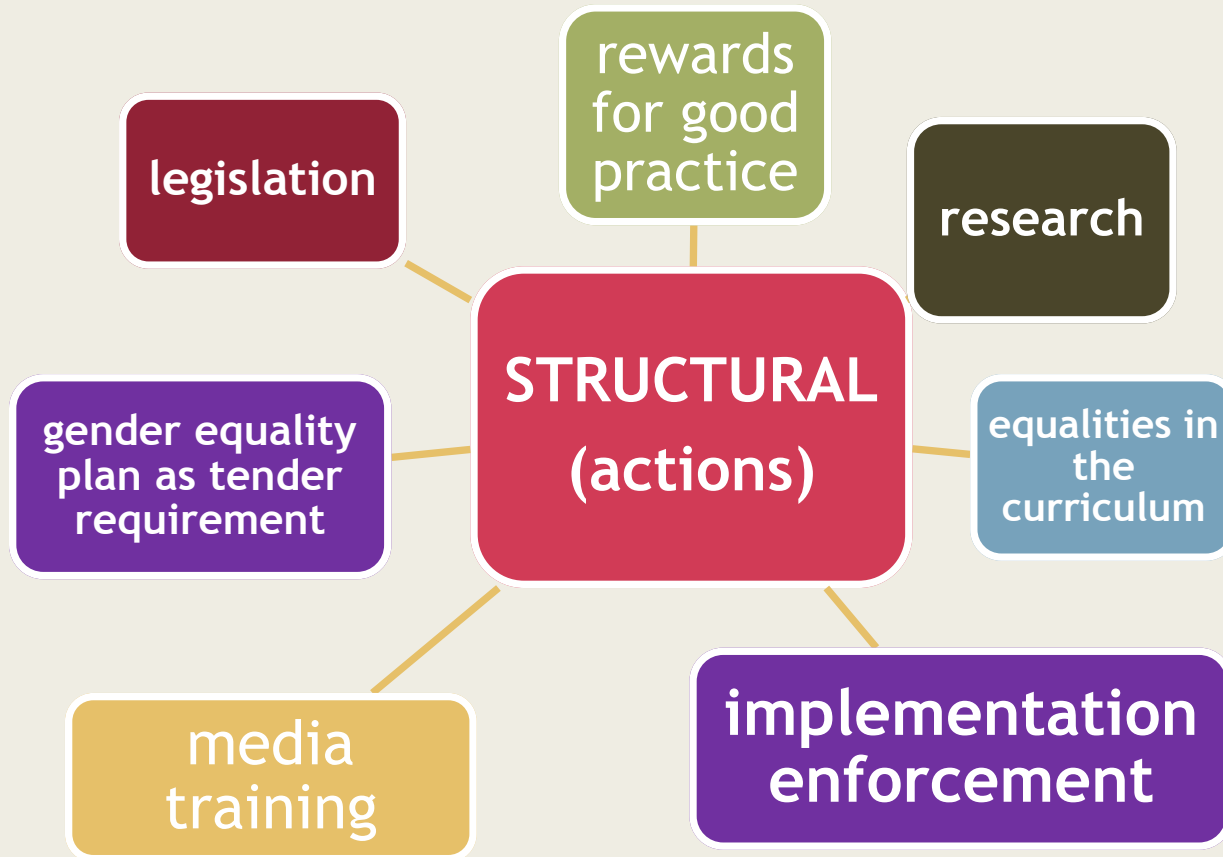 rewards
for good
practice
legislation
research
STRUCTURAL
(actions)
gender equality
plan as tender
requirement
equalities in
the
curriculum
media
training
implementation
enforcement